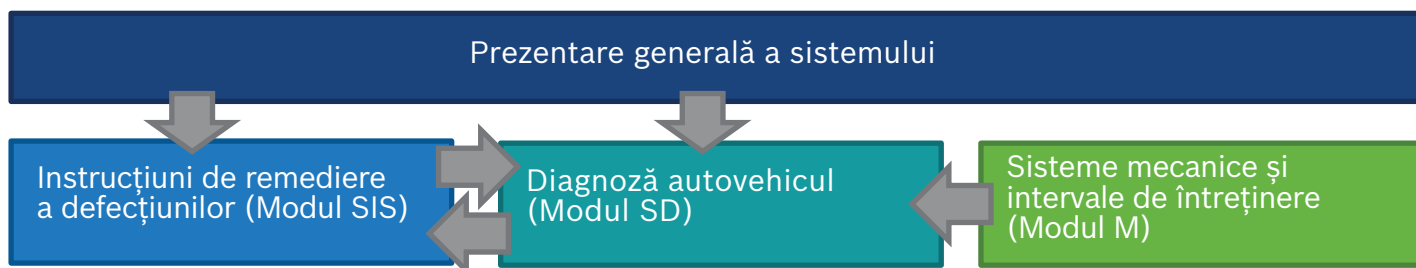 Prezentare generală a sistemului
Instrucțiuni de remediere
a defecțiunilor (Modul SIS)
Diagnoză autovehicul
(Modul SD)
Sisteme mecanice și
intervale de întreținere
(Modul M)